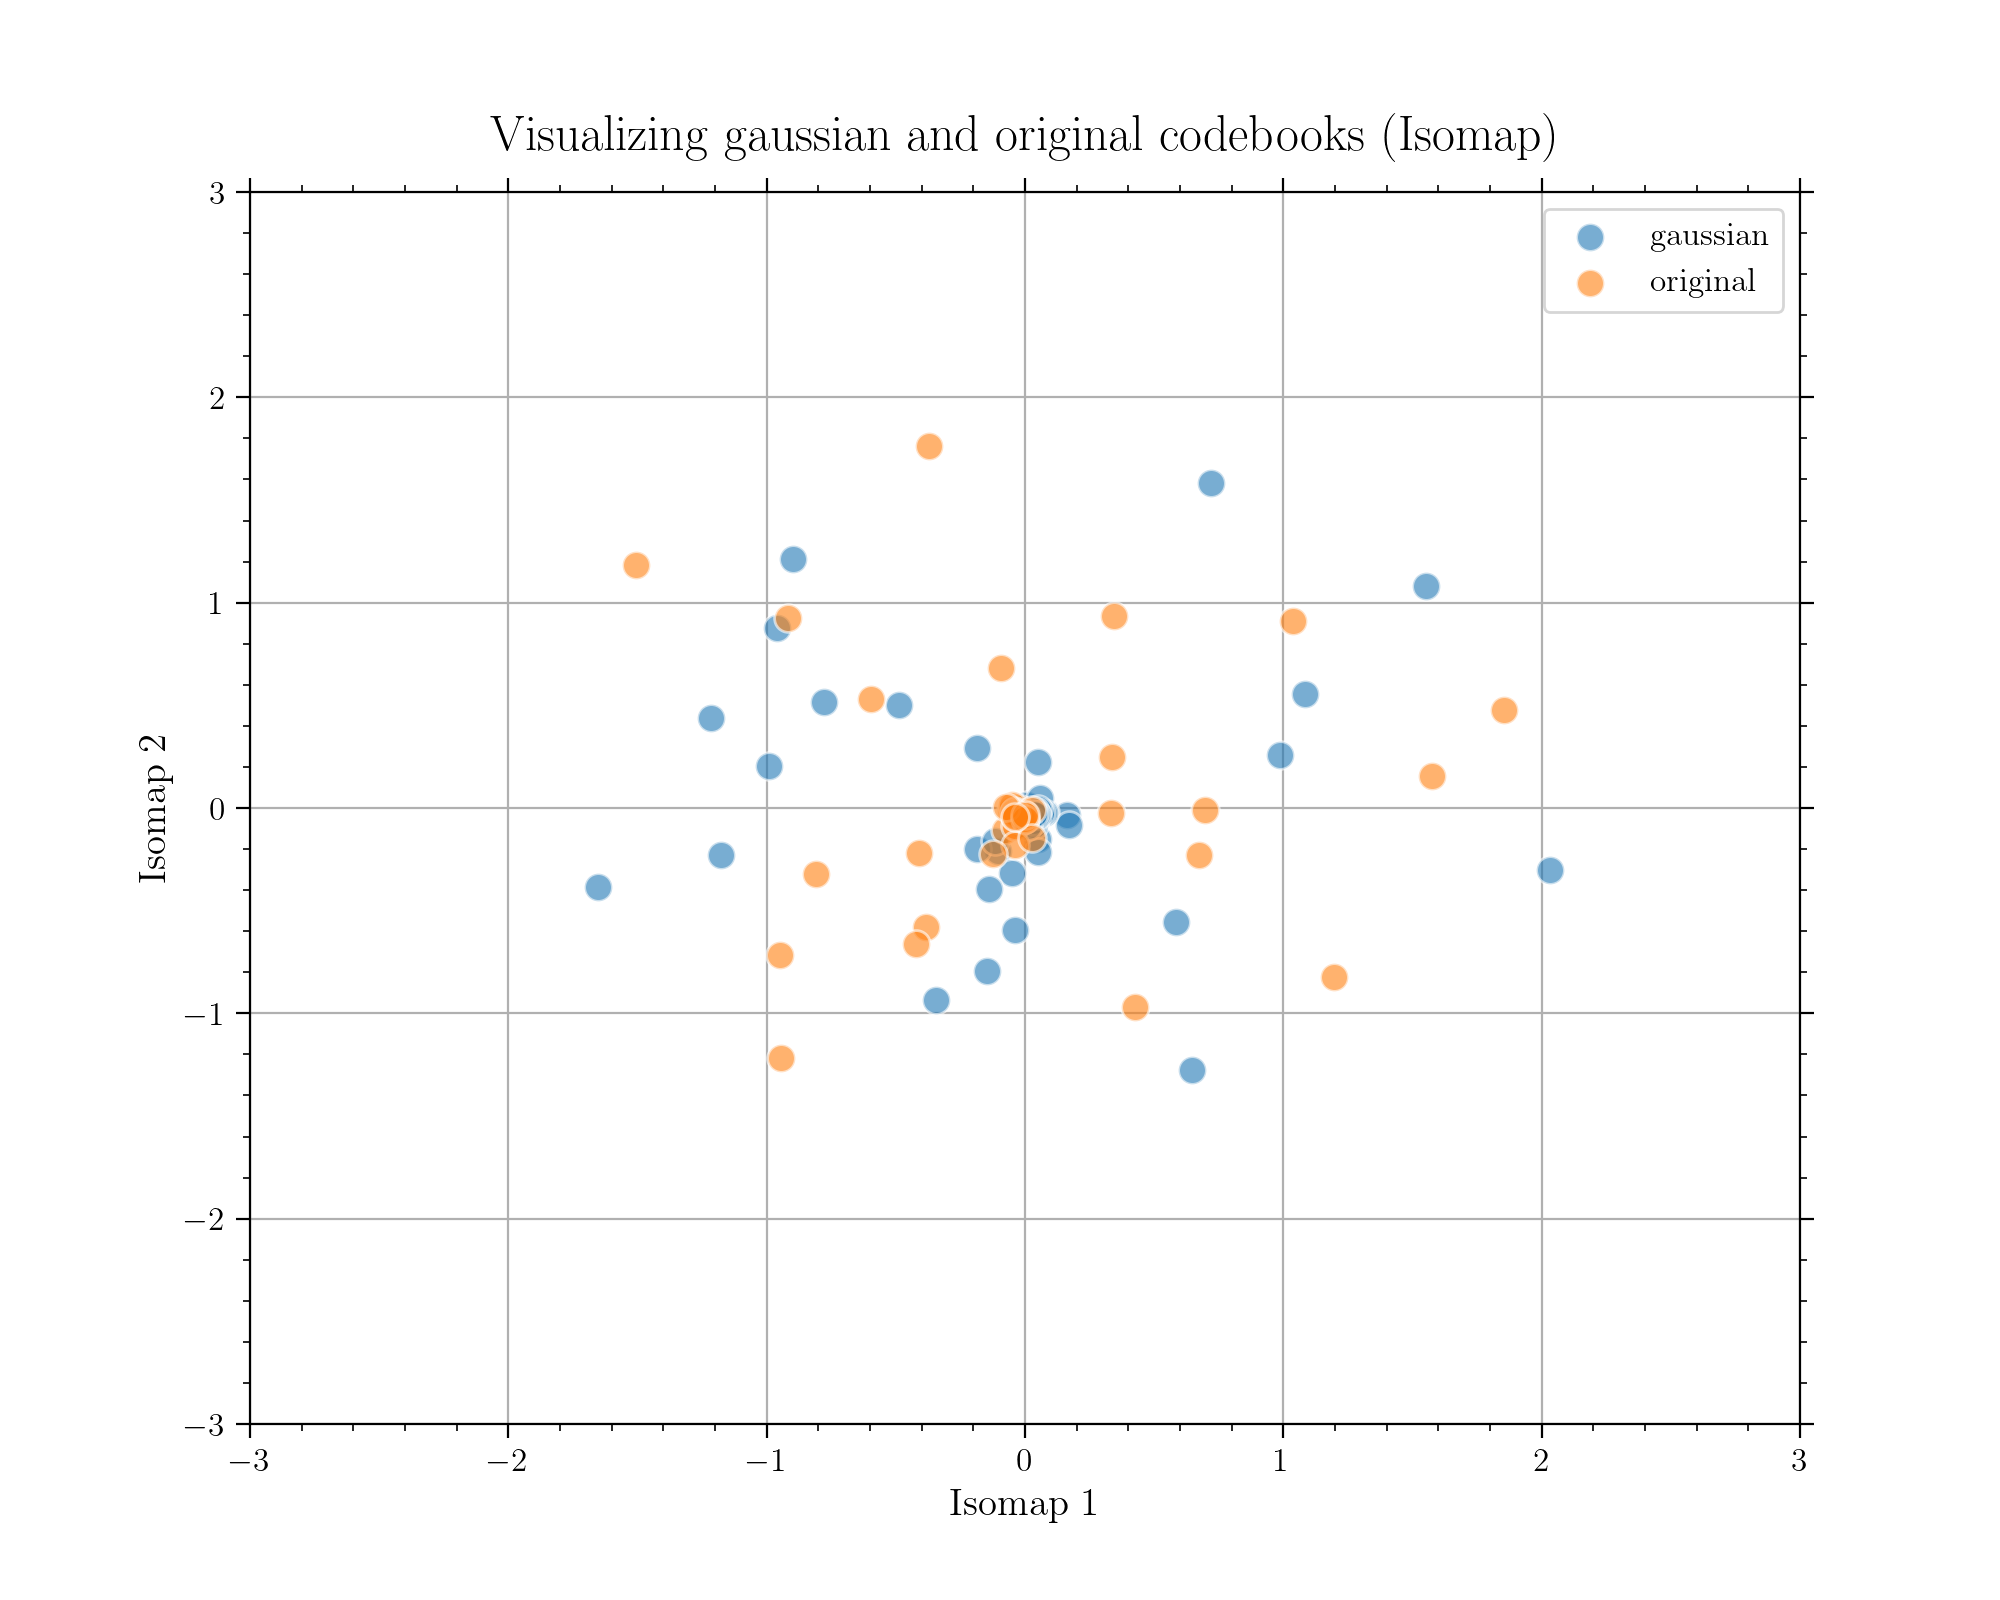 Visualizing gaussian and original codebooks (Isomap)
gaussian
original
3
2
1
0
−1
−2
−3
Isomap 2
−3
−2
−1
0
1
2
3
Isomap 1